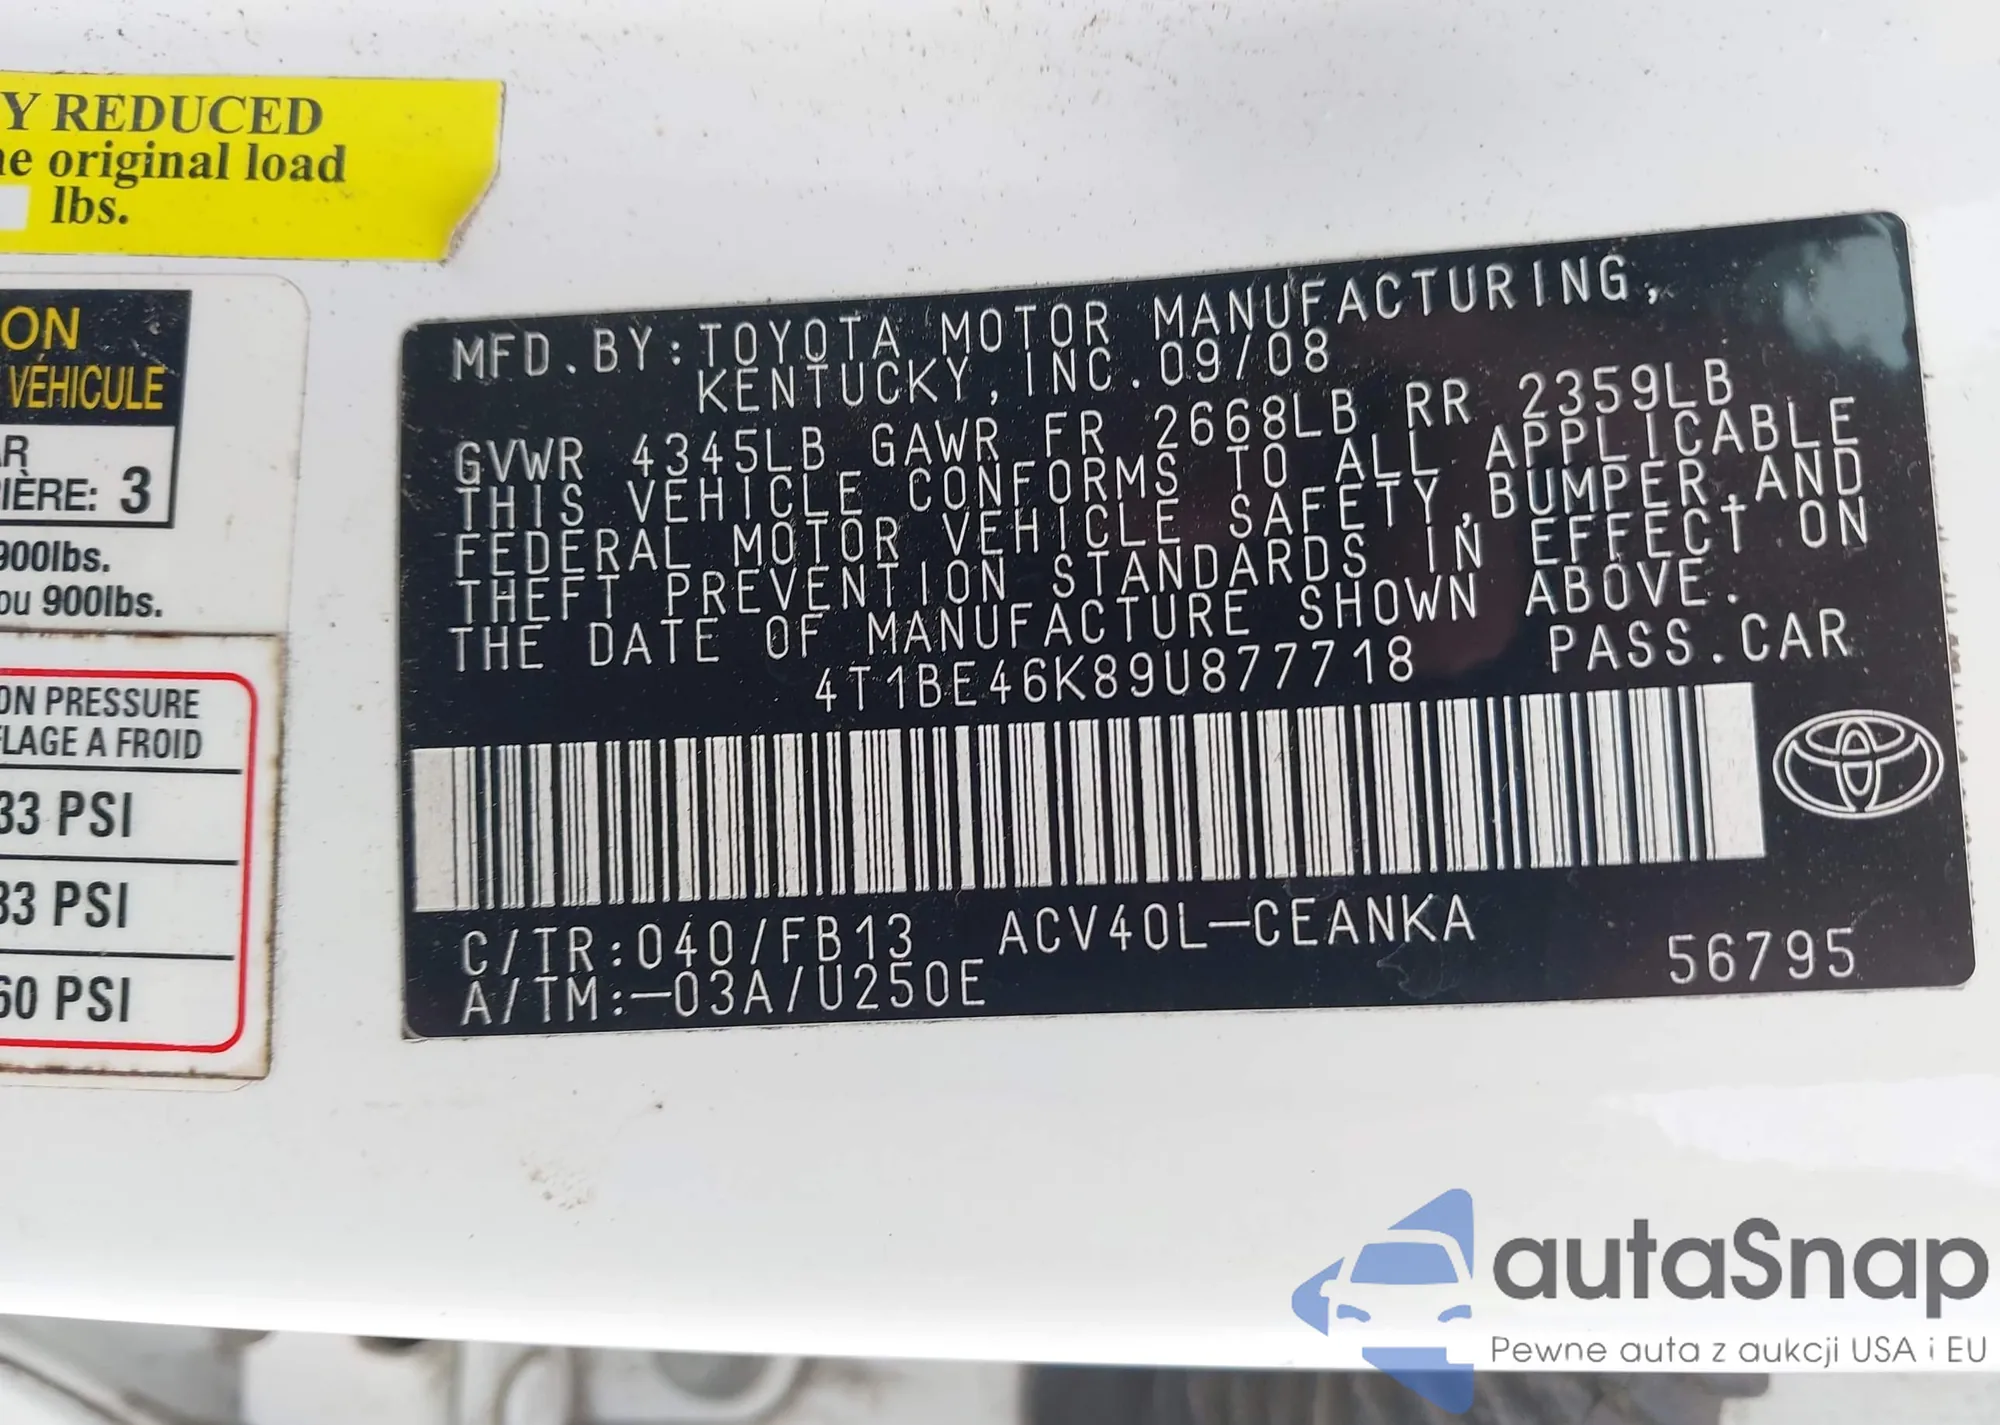 Y REDUCED
original load
lbs.
ON
VÉHICULE
3
900lbs.
ou 900lbs.
ON PRESSURE
FLAGE A FROID
33 PSI
33 PSI
60 PSI
MFD.BY:TOYOTA MOTOR MANUFACTURING,
KENTUCKY,INC.09/08
GVWR 4345LB GAWR FR 2668LB RR 2359LB
THIS VEHICLE CONFORMS TO ALL APPLICABLE
FEDERAL MOTOR VEHICLE SAFETY,BUMPER,AND
THEFT PREVENTION STANDARDS IN EFFECT ON
THE DATE OF MANUFACTURE SHOWN ABOVE.
4T1BE46K89U877718 PASS.CAR
C/TR:040/FB13 ACV40L-CEANKA
A/TM:-03A/U250E 56795
autaSnap
Pewne auta z aukcji USA i EU